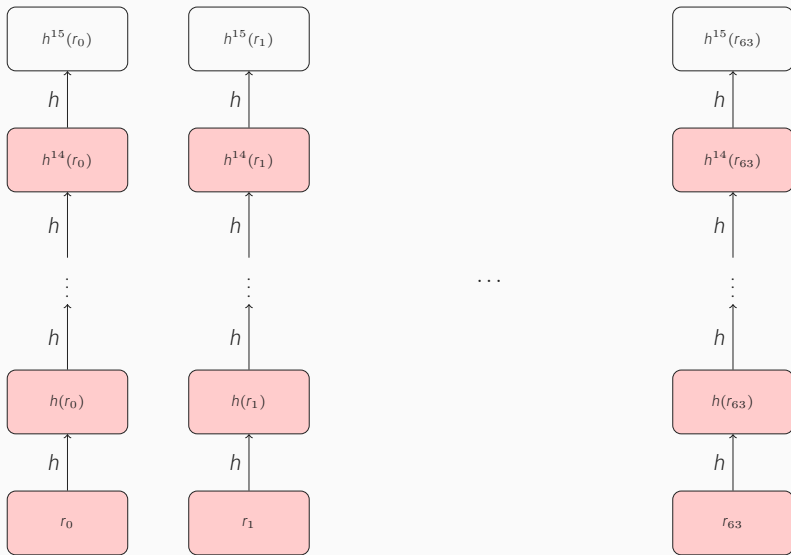 h¹⁵(r₀) h¹⁵(r₁) h¹⁵(r₆₃)
h h h
h¹⁴(r₀) h¹⁴(r₁) h¹⁴(r₆₃)
h h h
⋮ ⋮ … ⋮
h h h
h(r₀) h(r₁) h(r₆₃)
h h h
r₀ r₁ r₆₃